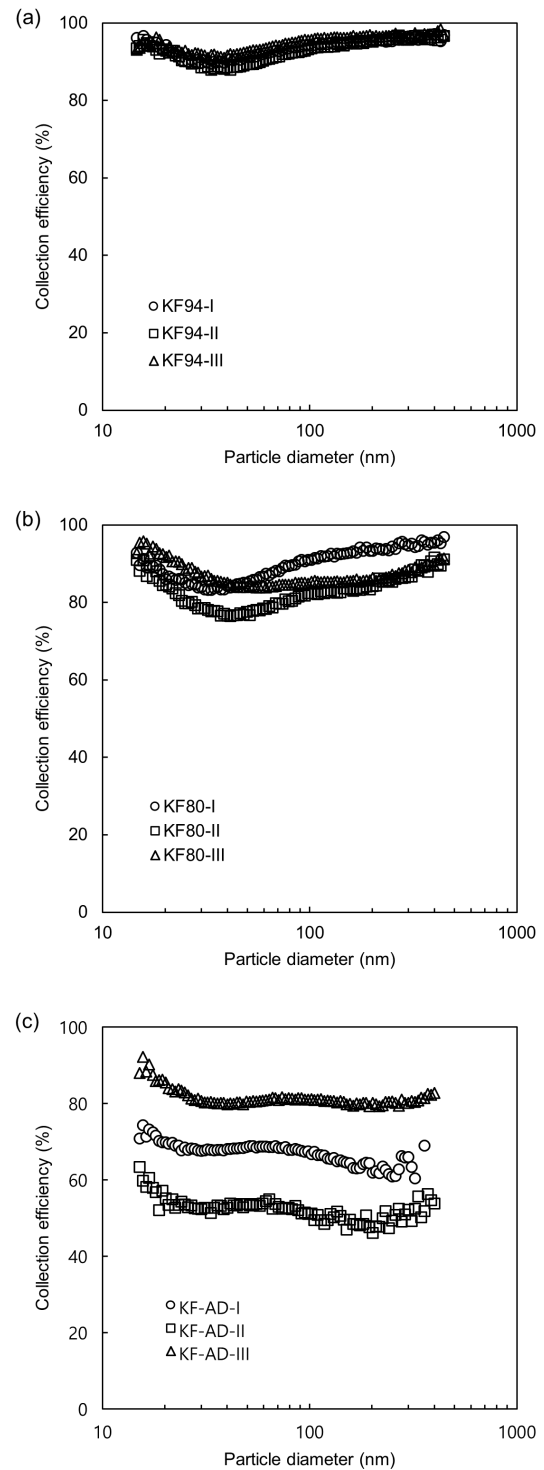 (a)
100
80
60
40
20
0
Collection efficiency (%)
KF94-I
KF94-II
KF94-III
10
100
1000
Particle diameter (nm)
(b)
100
80
60
40
20
0
Collection efficiency (%)
KF80-I
KF80-II
KF80-III
10
100
1000
Particle diameter (nm)
(c)
100
80
60
40
20
0
Collection efficiency (%)
KF-AD-I
KF-AD-II
KF-AD-III
10
100
1000
Particle diameter (nm)